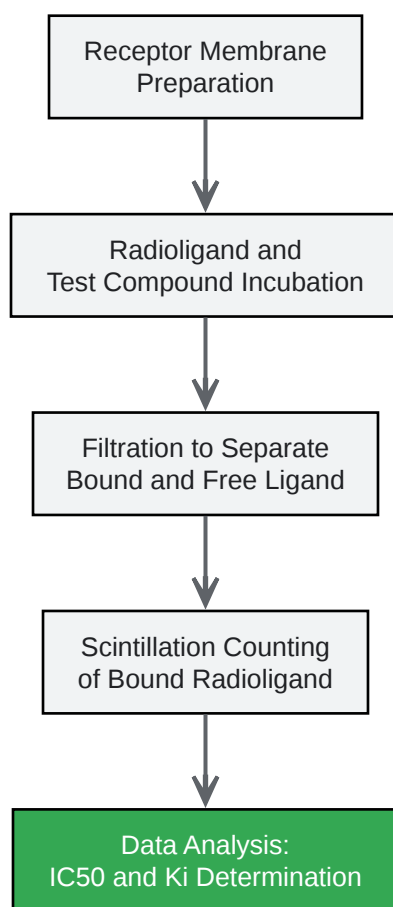 Receptor Membrane
Preparation
Radioligand and
Test Compound Incubation
Filtration to Separate
Bound and Free Ligand
Scintillation Counting
of Bound Radioligand
Data Analysis:
IC50 and Ki Determination